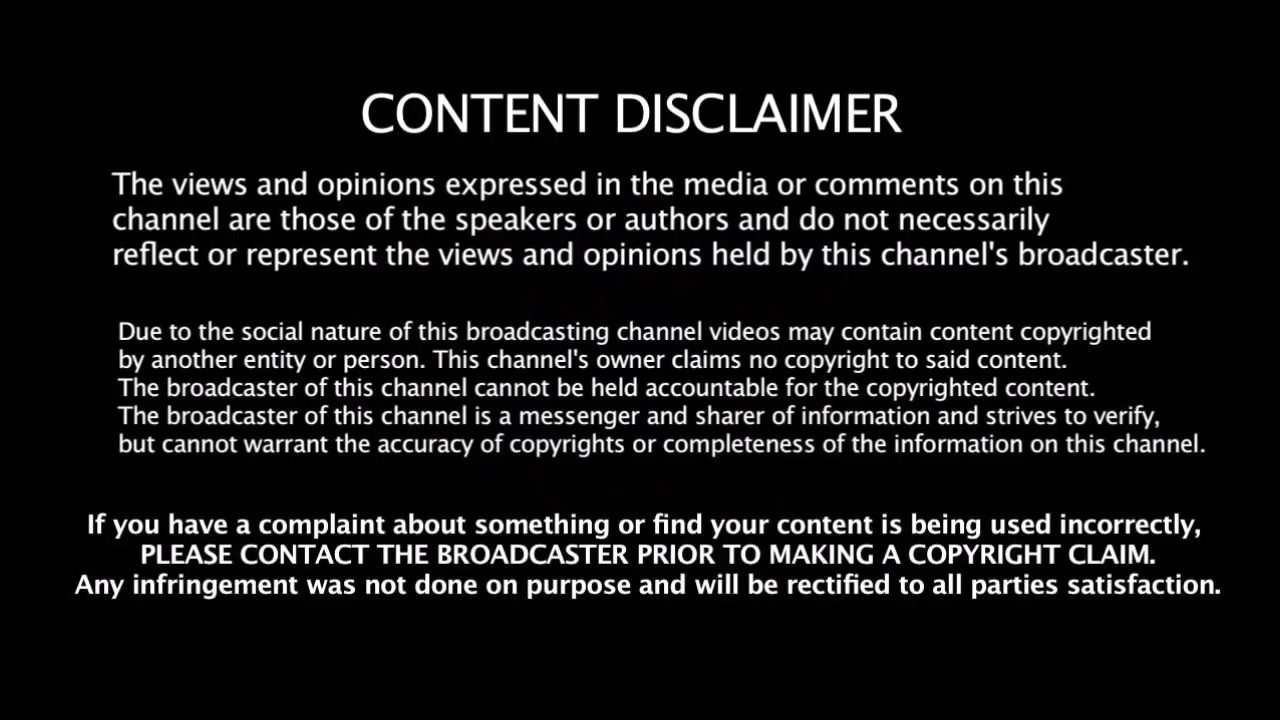 CONTENT DISCLAIMER
The views and opinions expressed in the media or comments on this
channel are those of the speakers or authors and do not necessarily
reflect or represent the views and opinions held by this channel's broadcaster.
Due to the social nature of this broadcasting channel videos may contain content copyrighted
by another entity or person. This channel's owner claims no copyright to said content.
The broadcaster of this channel cannot be held accountable for the copyrighted content.
The broadcaster of this channel is a messenger and sharer of information and strives to verify,
but cannot warrant the accuracy of copyrights or completeness of the information on this channel.
If you have a complaint about something or find your content is being used incorrectly,
PLEASE CONTACT THE BROADCASTER PRIOR TO MAKING A COPYRIGHT CLAIM.
Any infringement was not done on purpose and will be rectified to all parties satisfaction.